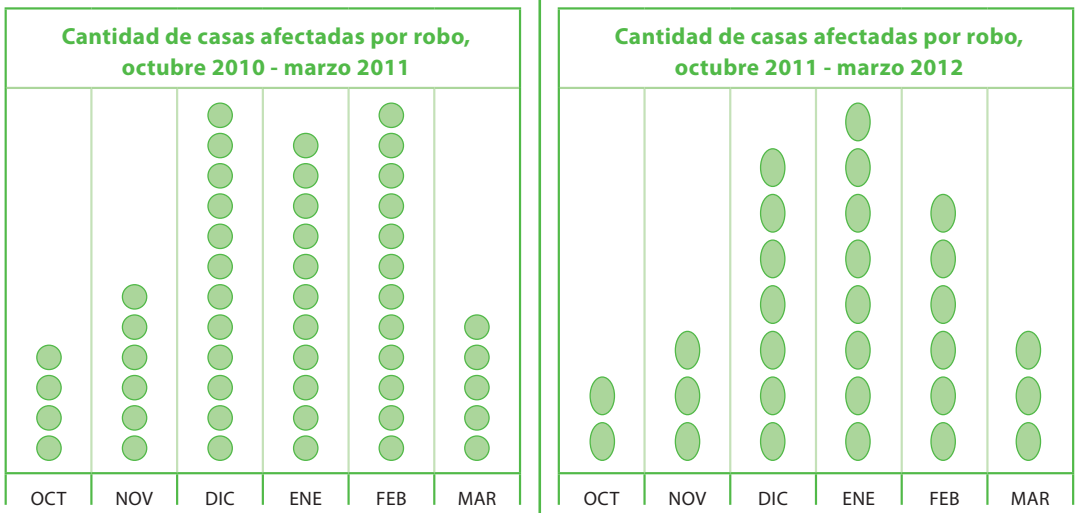 Cantidad de casas afectadas por robo,
octubre 2010 - marzo 2011
OCT NOV DIC ENE FEB MAR
Cantidad de casas afectadas por robo,
octubre 2011 - marzo 2012
OCT NOV DIC ENE FEB MAR